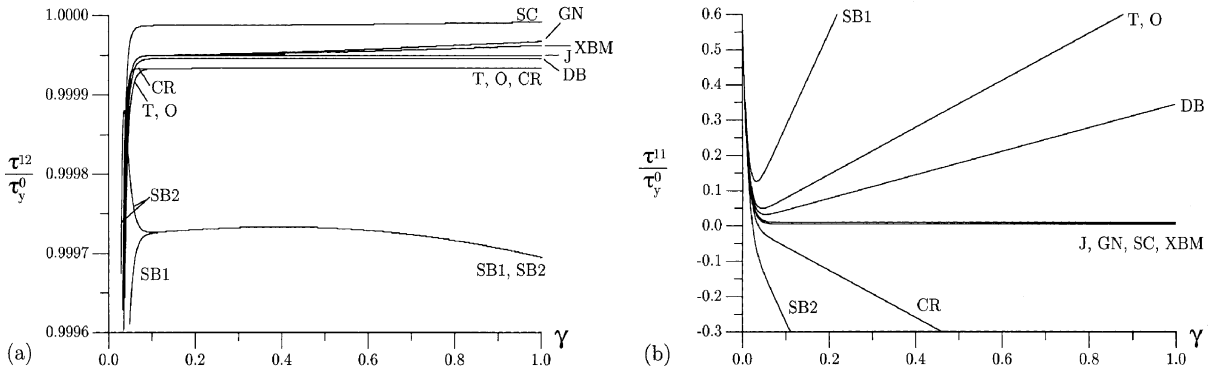 1.0000
0.9999
0.9998
0.9997
0.9996
τ¹²
τ⁰y
SC
GN
XBM
J
DB
T, O, CR
CR
T, O
SB2
SB1
SB1, SB2
0.0
0.2
0.4
0.6
0.8
1.0
γ
(a)
0.6
0.5
0.4
0.3
0.2
0.1
0.0
-0.1
-0.2
-0.3
τ¹¹
τ⁰y
SB1
T, O
DB
J, GN, SC, XBM
CR
SB2
0.0
0.2
0.4
0.6
0.8
1.0
γ
(b)